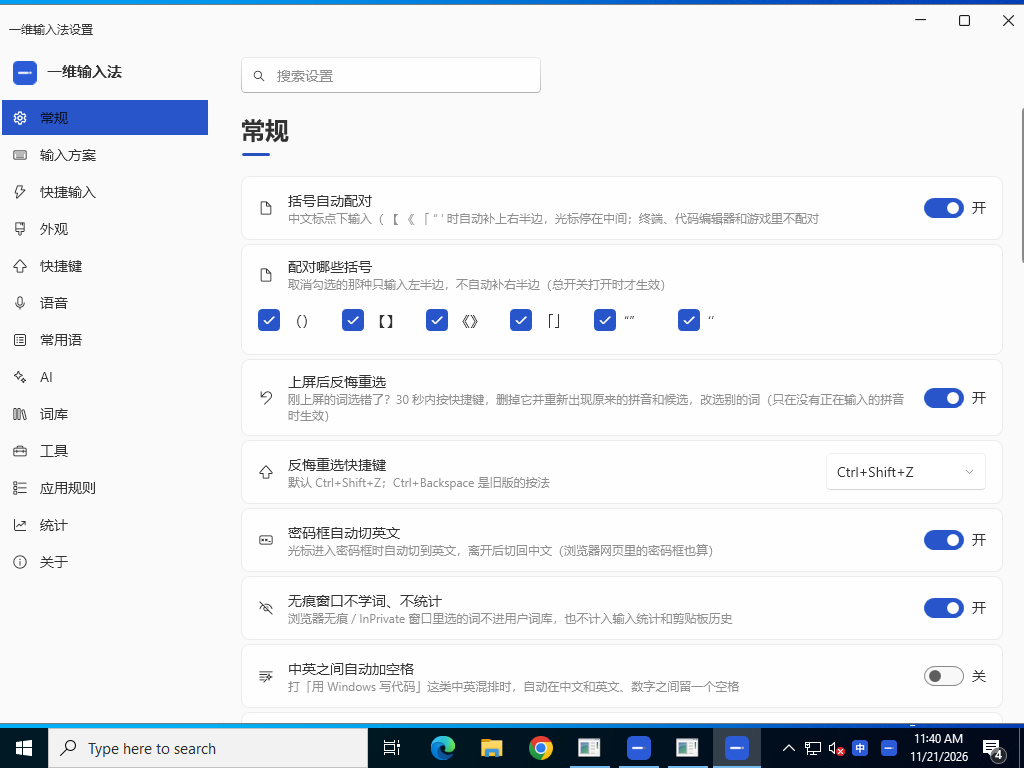 一维输入法设置
一维输入法
搜索设置
常规
输入方案
快捷输入
外观
快捷键
语音
常用语
AI
词库
工具
应用规则
统计
关于
常规
括号自动配对
中文标点下输入（【《「“‘时自动补上右半边，光标停在中间；终端、代码编辑器和游戏里不配对
开
配对哪些括号
取消勾选的那种只输入左半边，不自动补右半边（总开关打开时才生效）
（） 【】 《》 「」 “” ‘’
上屏后反悔重选
刚上屏的词选错了？30 秒内按快捷键，删掉它并重新出现原来的拼音和候选，改选别的词（只在没有正在输入的拼音
时生效）
开
反悔重选快捷键
默认 Ctrl+Shift+Z；Ctrl+Backspace 是旧版的按法
Ctrl+Shift+Z
密码框自动切英文
光标进入密码框时自动切到英文，离开后切回中文（浏览器网页里的密码框也算）
开
无痕窗口不学词、不统计
浏览器无痕 / InPrivate 窗口里选的词不进用户词库，也不计入输入统计和剪贴板历史
开
中英之间自动加空格
打「用 Windows 写代码」这类中英混排时，自动在中文和英文、数字之间留一个空格
关
Type here to search
中
11:40 AM
11/21/2026
4